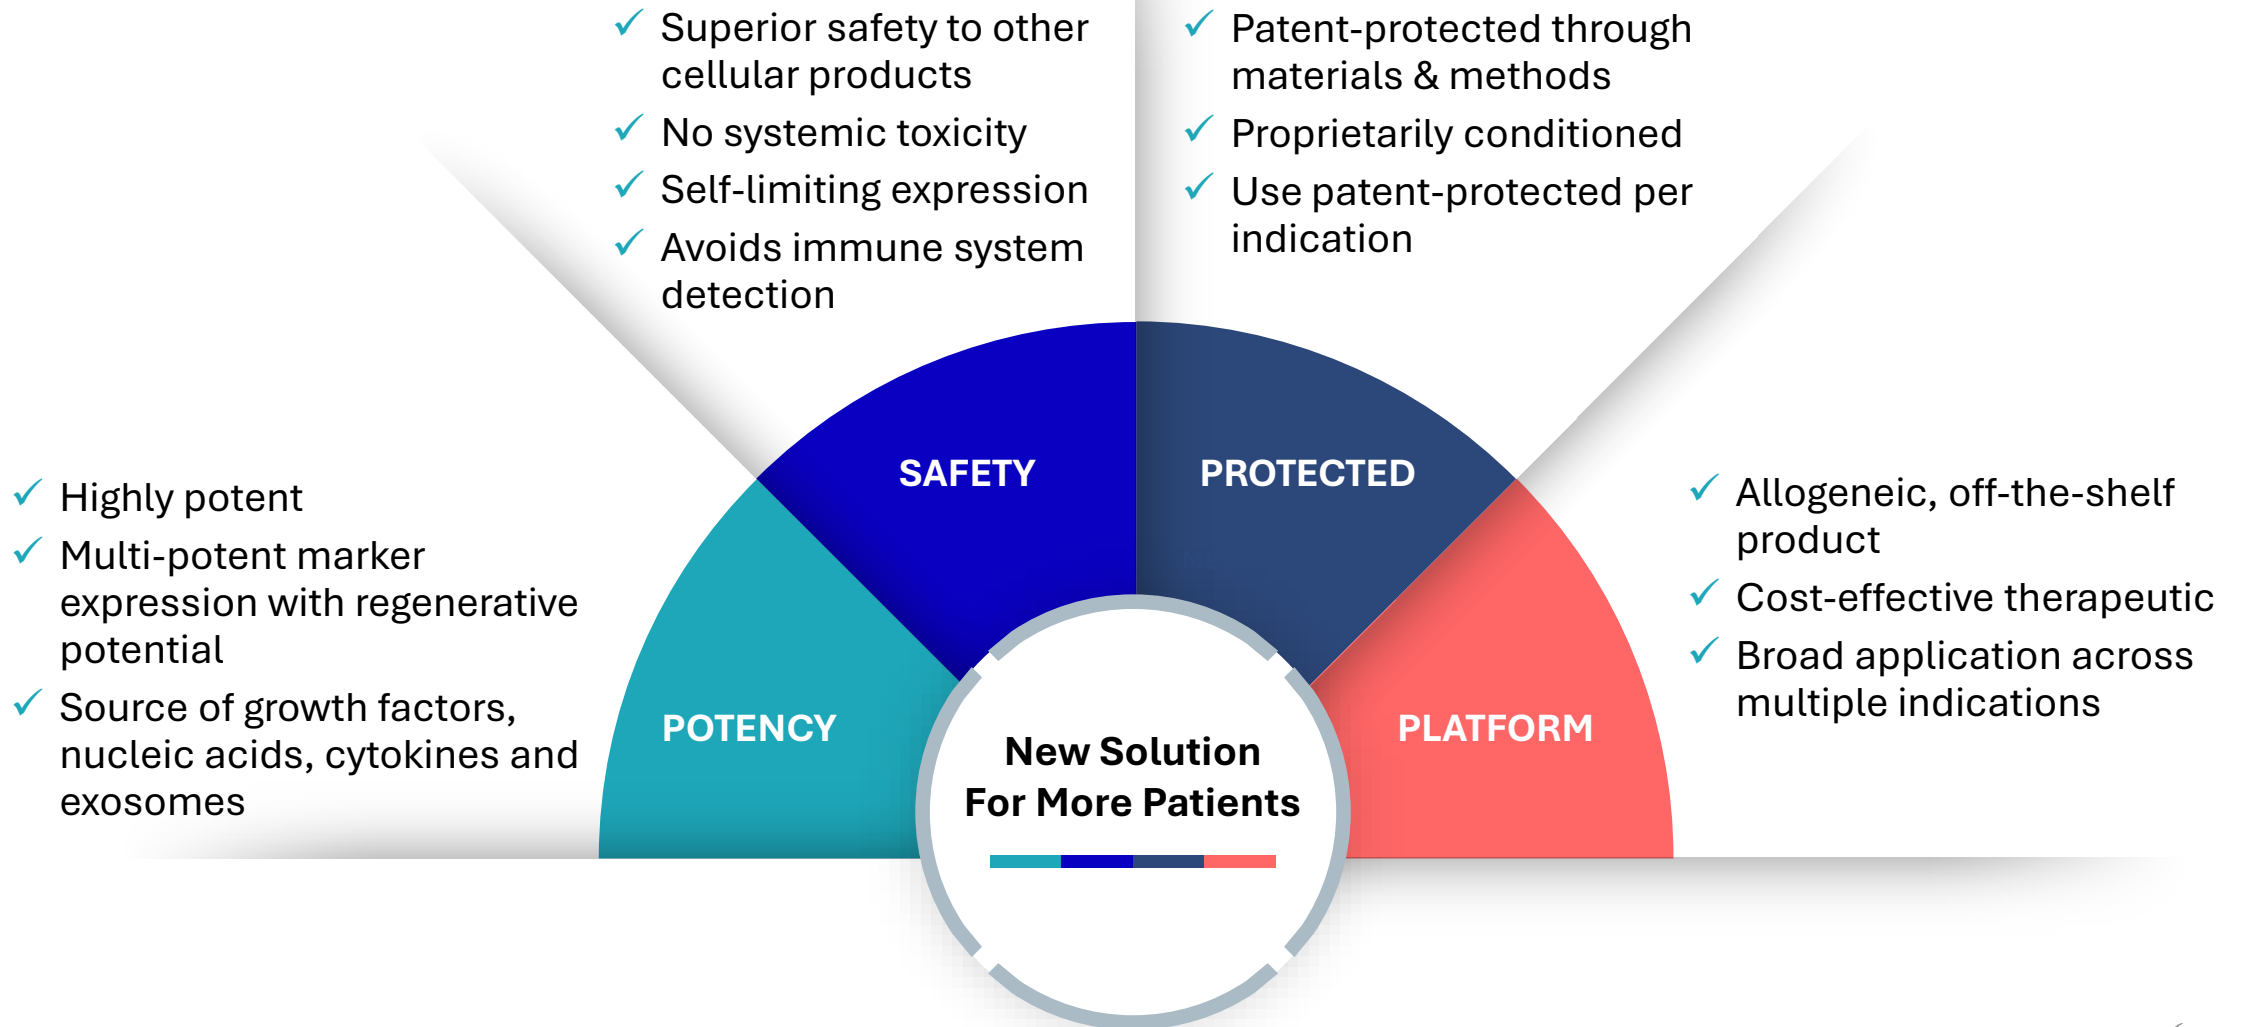 Superior safety to other
cellular products
No systemic toxicity
Self-limiting expression
Avoids immune system
detection
Patent-protected through
materials & methods
Proprietarily conditioned
Use patent-protected per
indication
SAFETY
PROTECTED
Highly potent
Multi-potent marker
expression with regenerative
potential
Source of growth factors,
nucleic acids, cytokines and
exosomes
POTENCY
PLATFORM
Allogeneic, off-the-shelf
product
Cost-effective therapeutic
Broad application across
multiple indications
New Solution
For More Patients